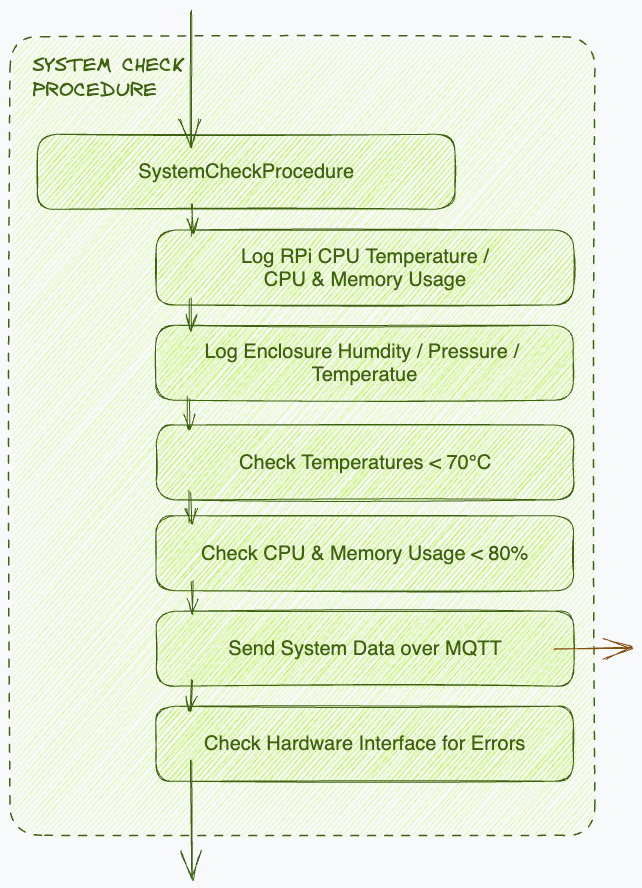 SYSTEM CHECK
PROCEDURE
SystemCheckProcedure
Log RPi CPU Temperature /
CPU & Memory Usage
Log Enclosure Humdity / Pressure /
Temperatue
Check Temperatures < 70°C
Check CPU & Memory Usage < 80%
Send System Data over MQTT
Check Hardware Interface for Errors